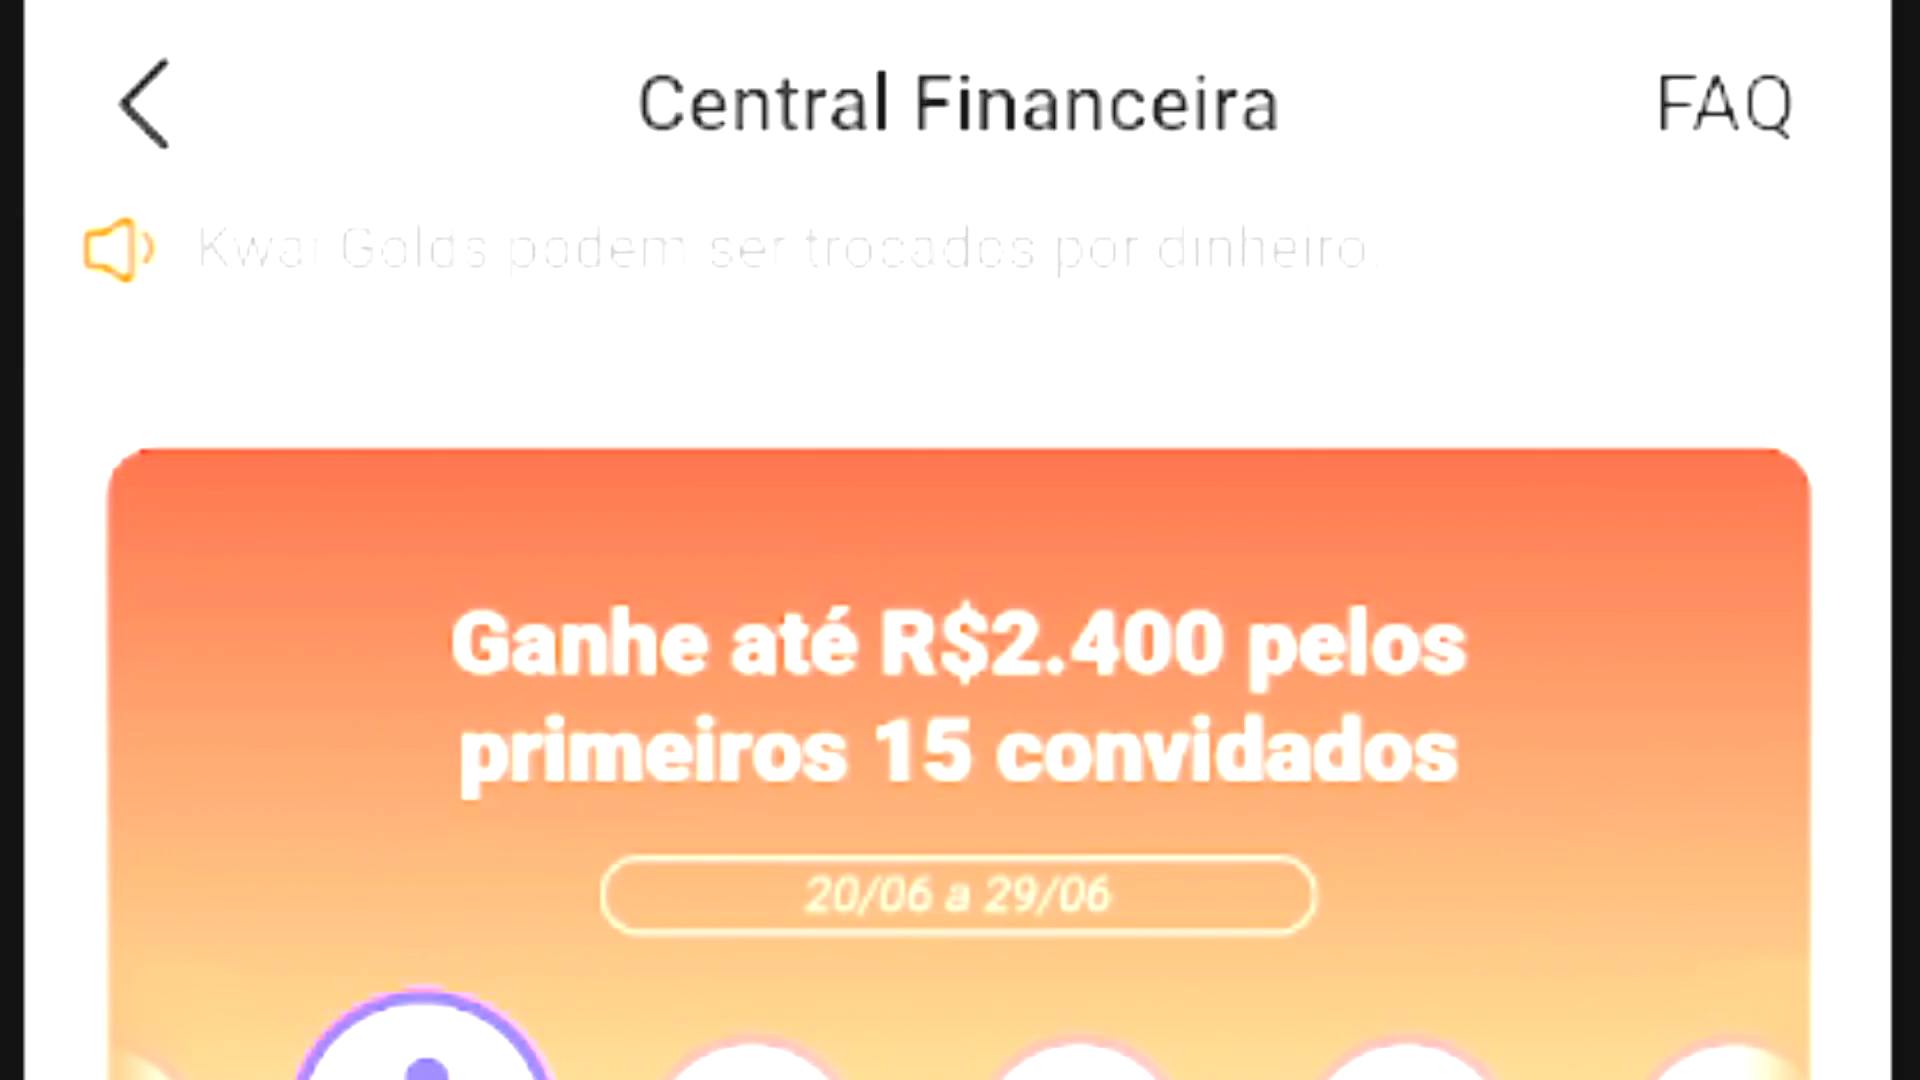 Central Financeira
FAQ
Kwai Golds podem ser trocados por dinheiro.
Ganhe até R$2.400 pelos
primeiros 15 convidados
20/06 a 29/06